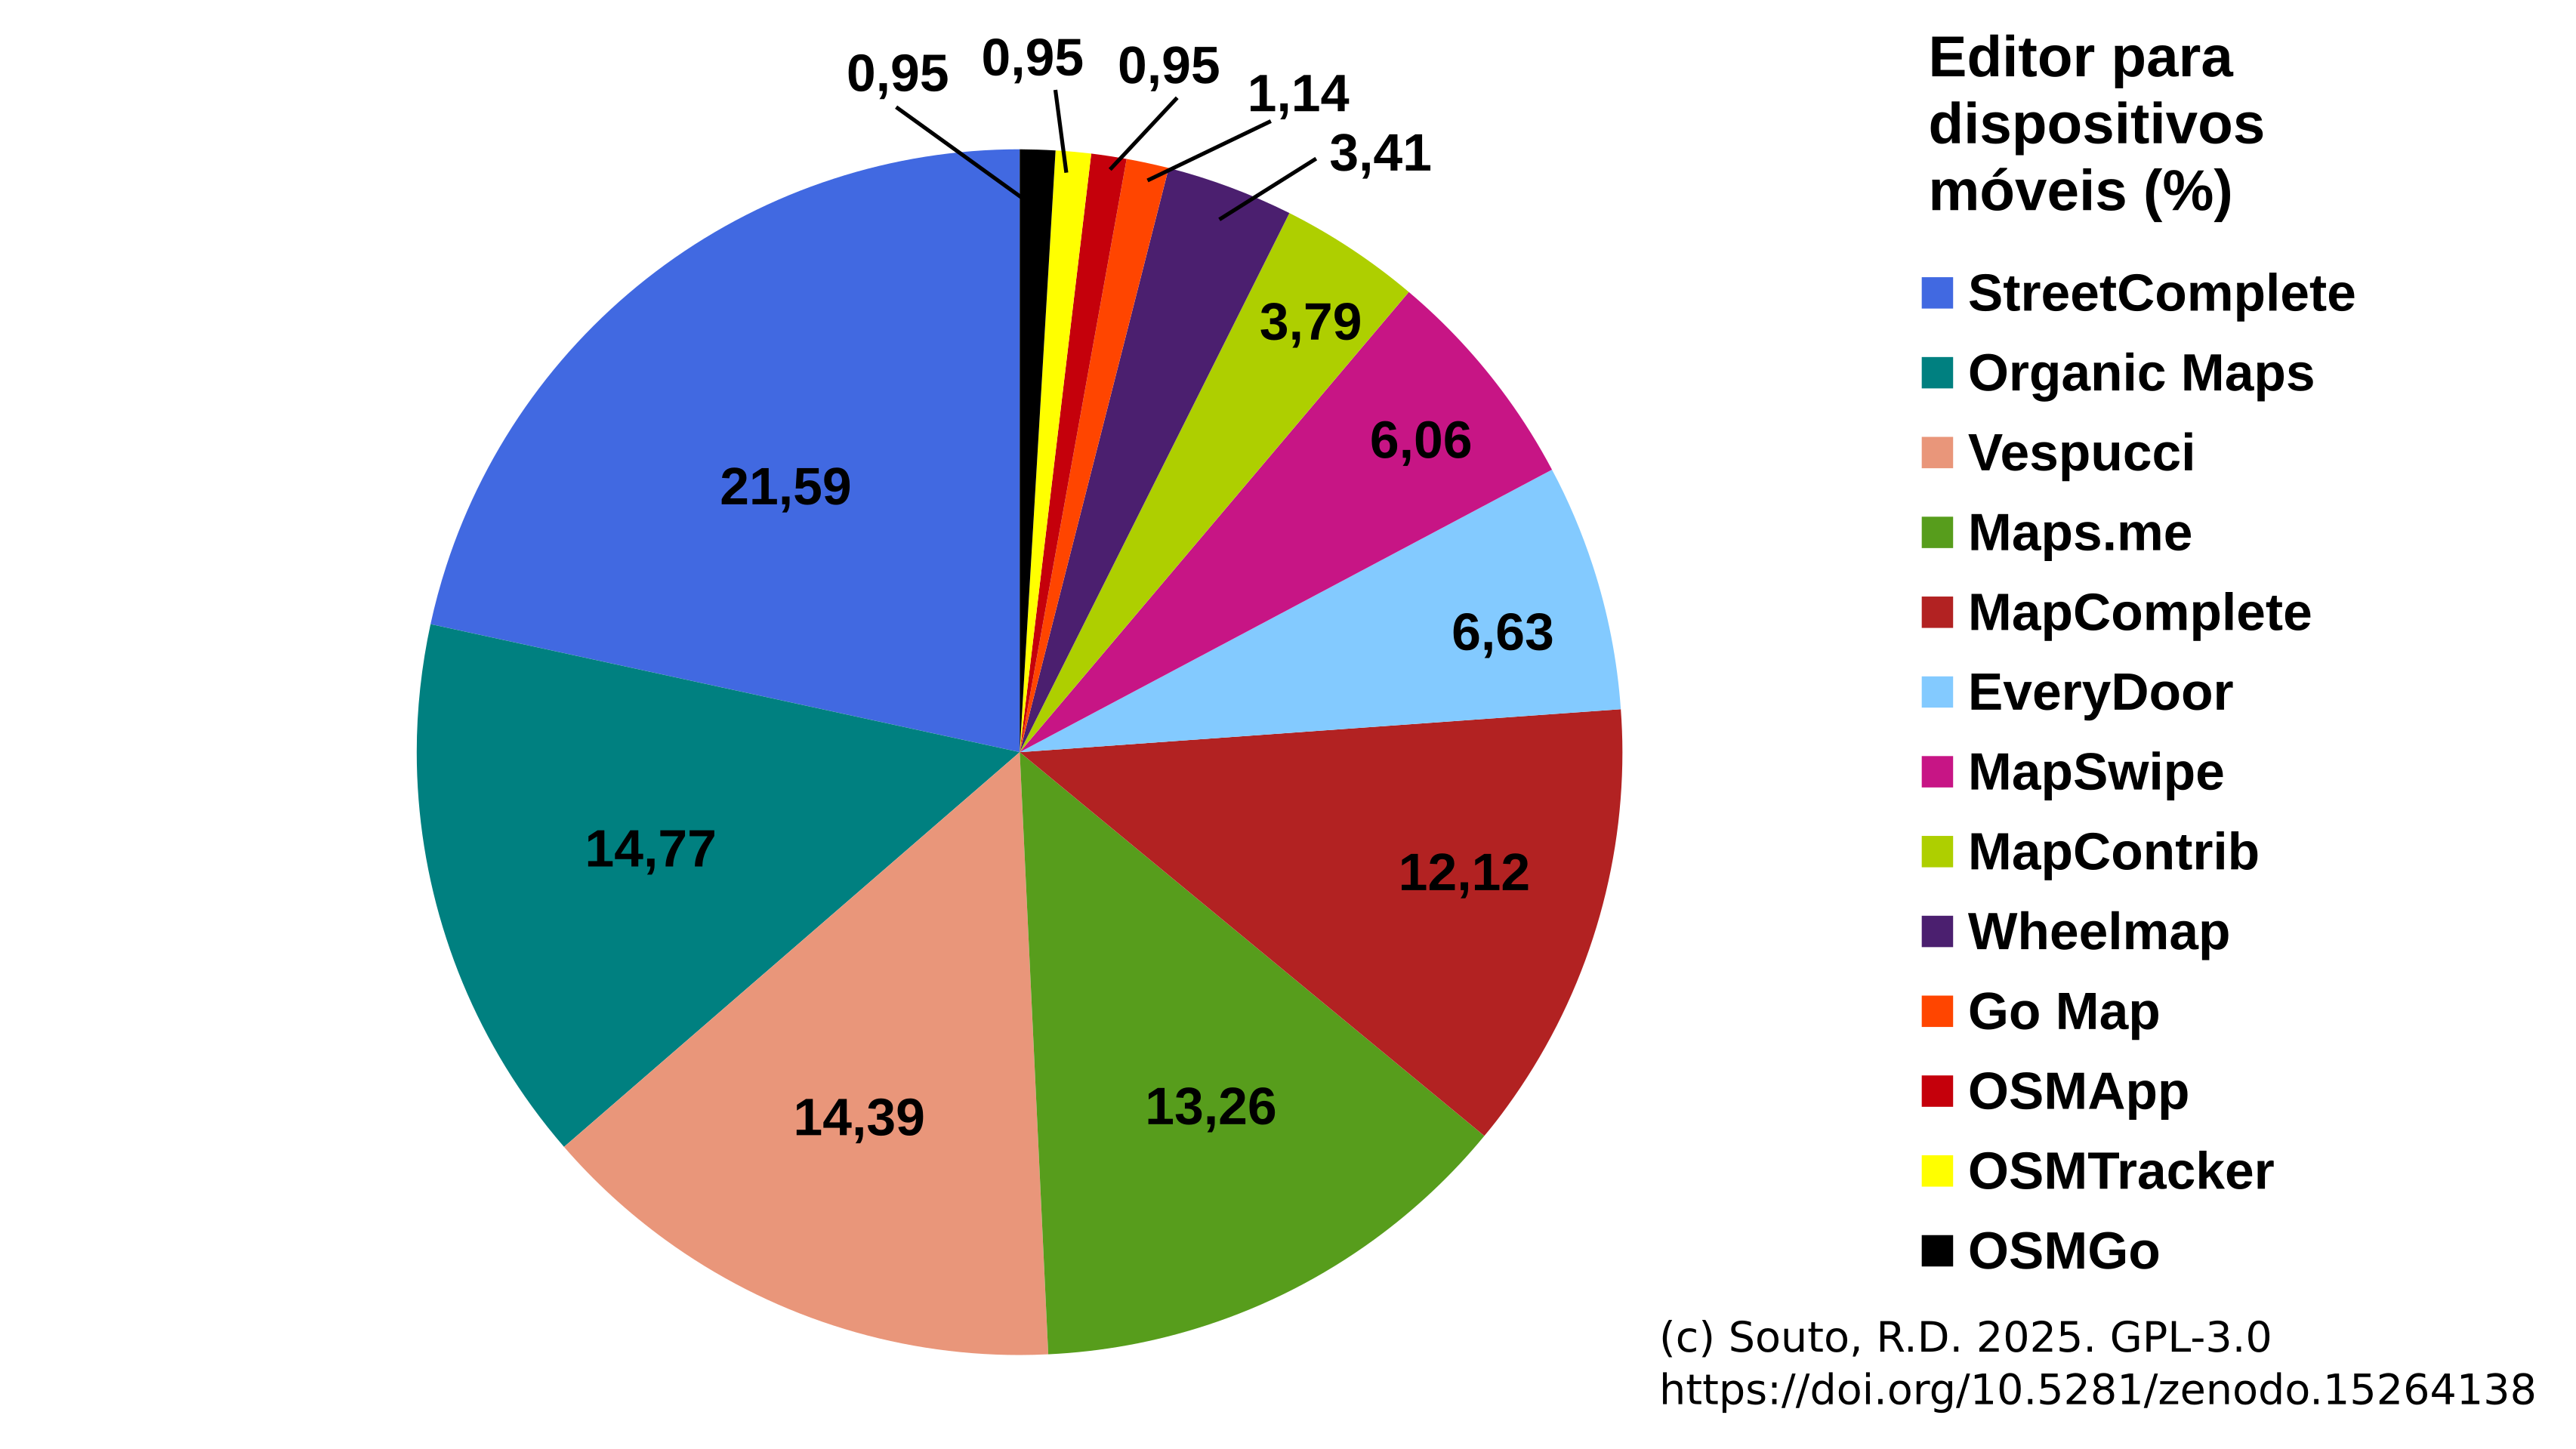 0,95
0,95
0,95
1,14
3,41
3,79
6,06
6,63
12,12
13,26
14,39
14,77
21,59
Editor para
dispositivos
móveis (%)
StreetComplete
Organic Maps
Vespucci
Maps.me
MapComplete
EveryDoor
MapSwipe
MapContrib
Wheelmap
Go Map
OSMApp
OSMTracker
OSMGo
(c) Souto, R.D. 2025. GPL-3.0
https://doi.org/10.5281/zenodo.15264138